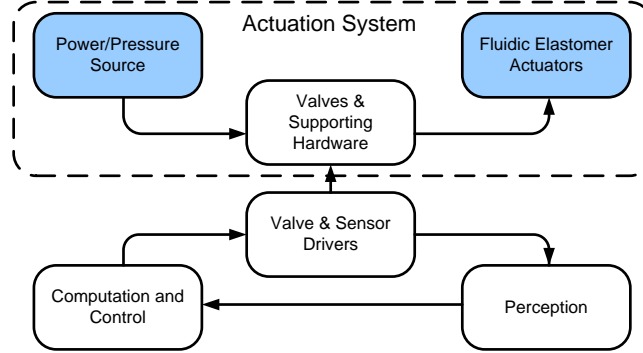 Actuation System
Power/Pressure
Source
Fluidic Elastomer
Actuators
Valves &
Supporting
Hardware
Valve & Sensor
Drivers
Computation and
Control
Perception